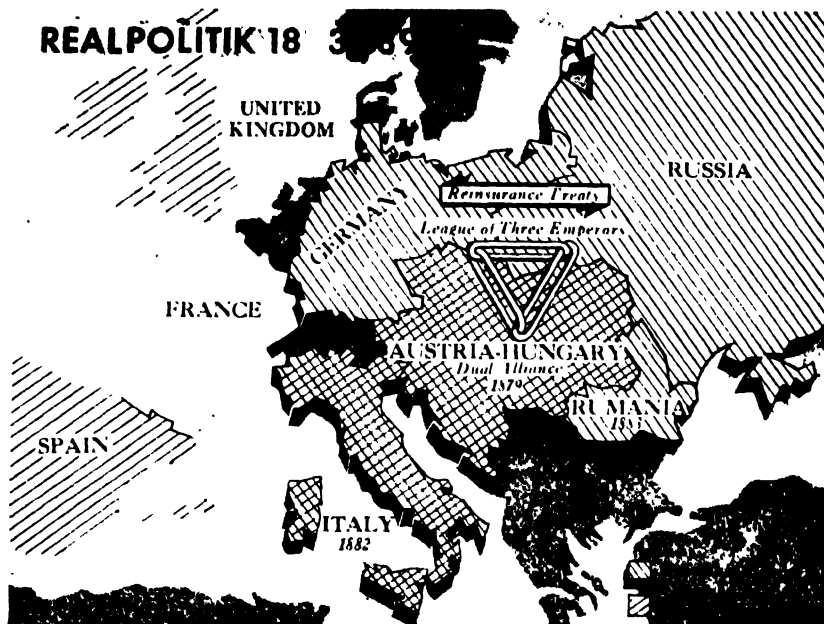 REALPOLITIK 18
UNITED
KINGDOM
RUSSIA
GERMANY
Reinsurance Treaty
League of Three Emperors
FRANCE
AUSTRIA-HUNGARY
Dual Alliance
1879
RUMANIA
1883
SPAIN
ITALY
1882